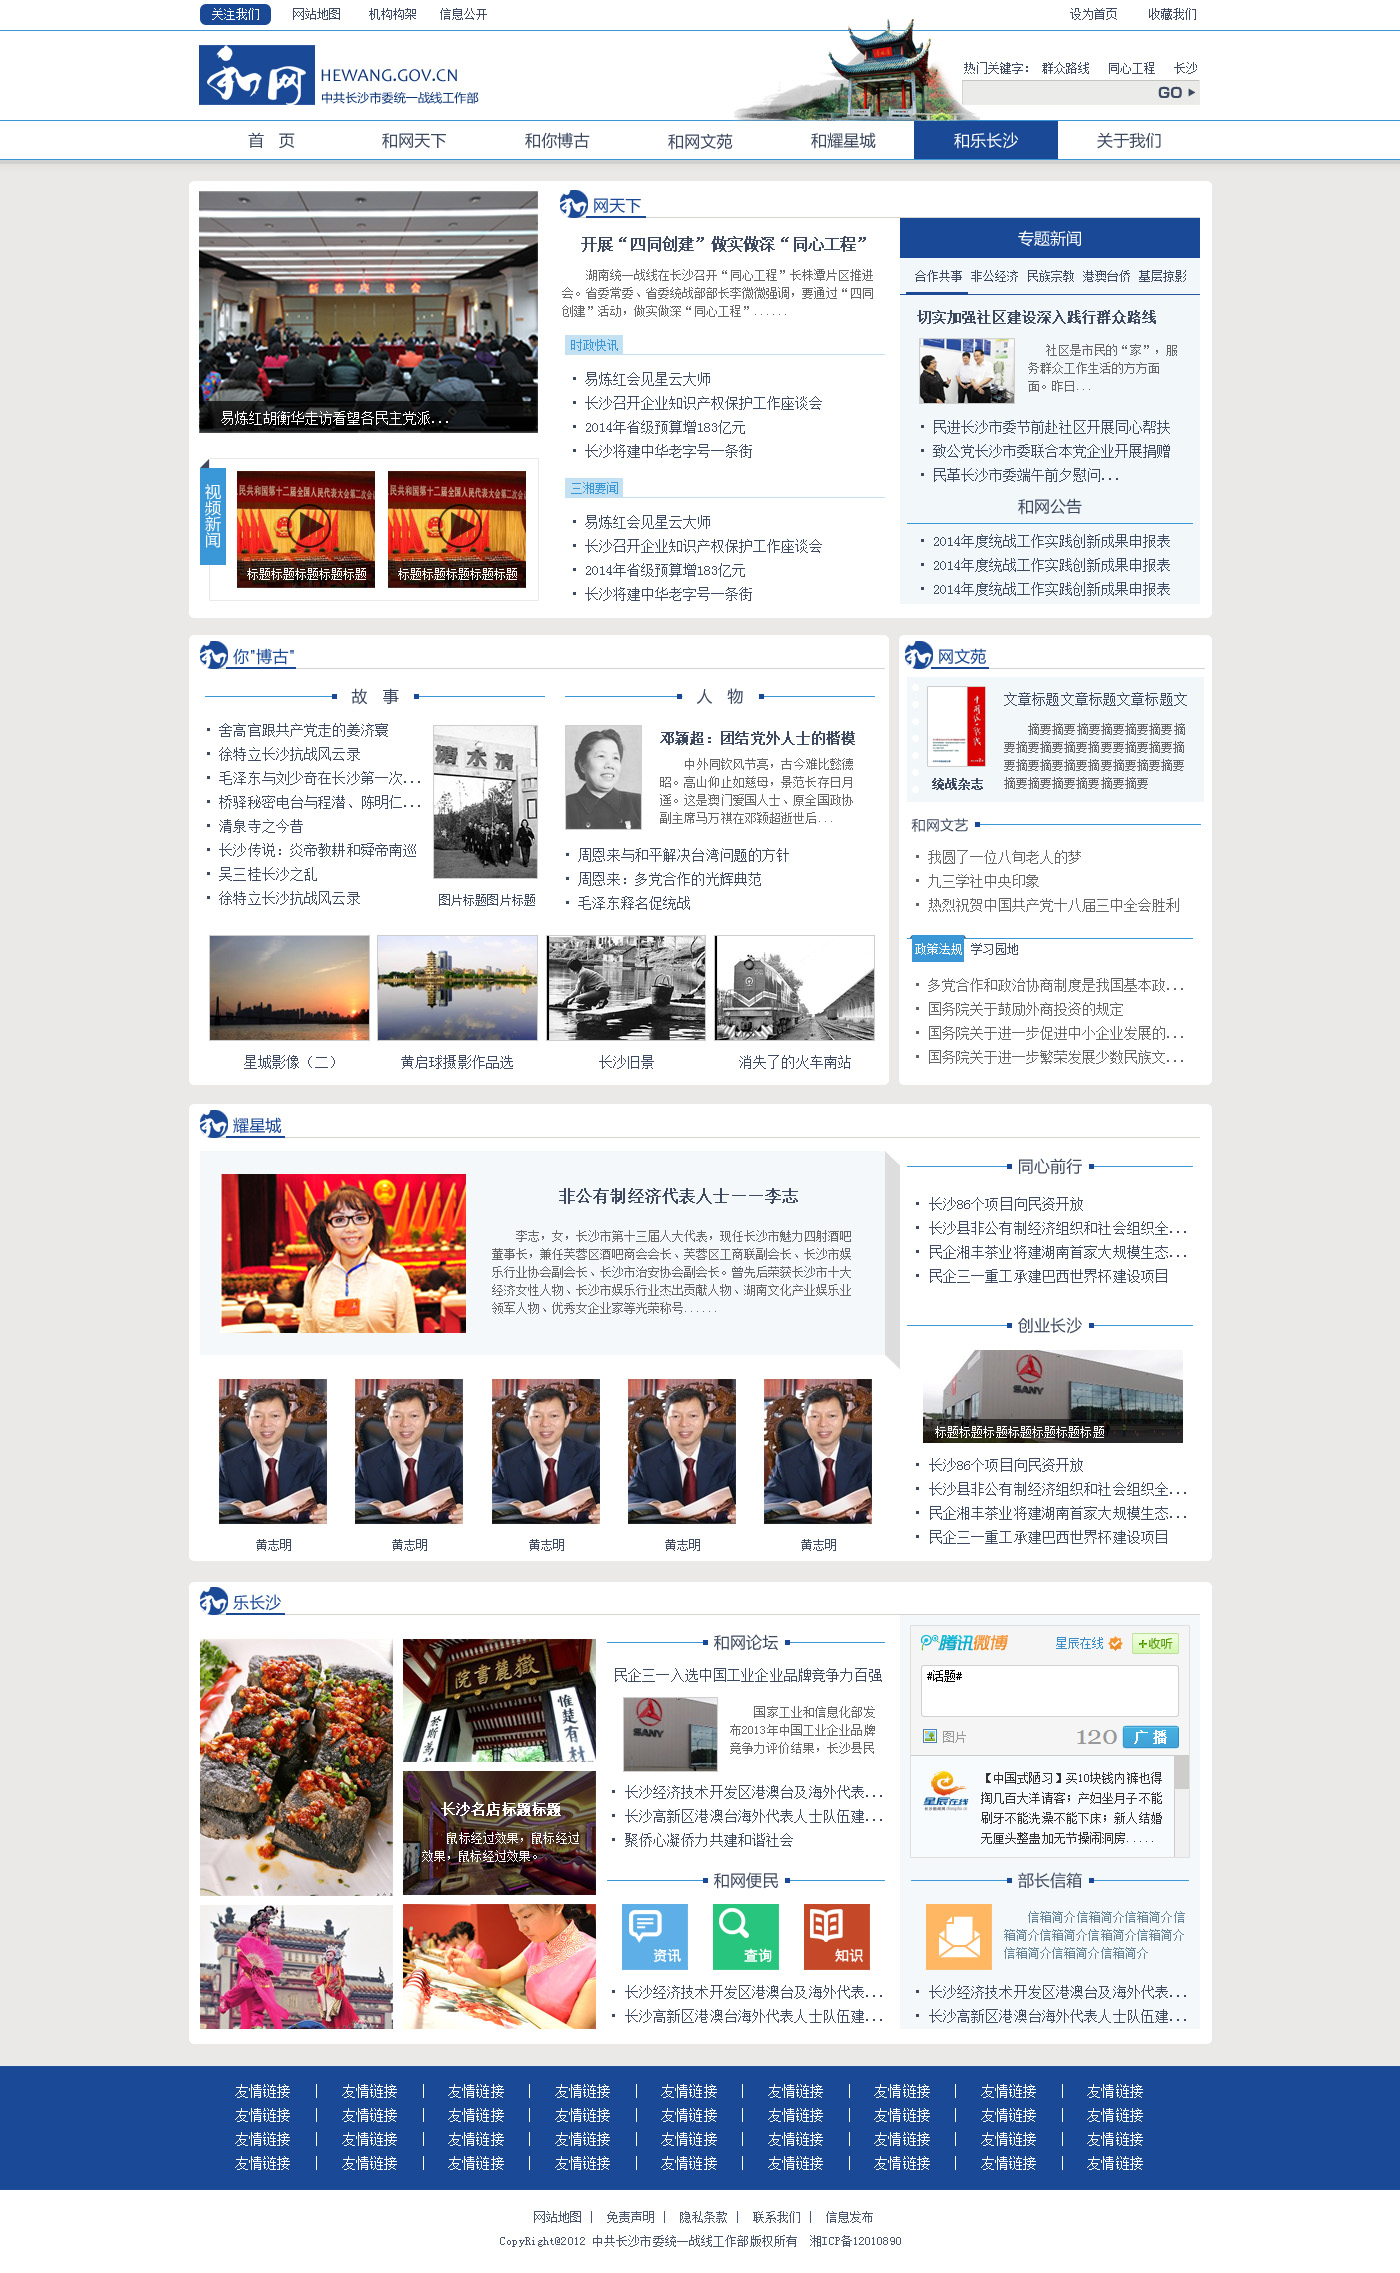 关注我们 网站地图 机构构架 信息公开 设为首页 收藏我们
和网 HEWANG.GOV.CN
中共长沙市委统一战线工作部
热门关键字： 群众路线 同心工程 长沙
GO
首 页 和网天下 和你博古 和网文苑 和耀星城 和乐长沙 关于我们
新春座谈会
易炼红胡衡华走访看望各民主党派...
视频新闻
标题标题标题标题标题 标题标题标题标题标题
和 网天下
开展“四同创建”做实做深“同心工程”
湖南统一战线在长沙召开“同心工程”长株潭片区推进
会。省委常委、省委统战部部长李微微强调，要通过“四同
创建”活动，做实做深“同心工程”......
时政快讯
易炼红会见星云大师
长沙召开企业知识产权保护工作座谈会
2014年省级预算增183亿元
长沙将建中华老字号一条街
三湘要闻
易炼红会见星云大师
长沙召开企业知识产权保护工作座谈会
2014年省级预算增183亿元
长沙将建中华老字号一条街
专题新闻
合作共事 非公经济 民族宗教 港澳台侨 基层掠影
切实加强社区建设深入践行群众路线
社区是市民的“家”，服
务群众工作生活的方方面
面。昨日...
民进长沙市委节前赴社区开展同心帮扶
致公党长沙市委联合本党企业开展捐赠
民革长沙市委端午前夕慰问...
和网公告
2014年度统战工作实践创新成果申报表
2014年度统战工作实践创新成果申报表
2014年度统战工作实践创新成果申报表
和 你"博古"
故 事
舍高官跟共产党走的姜济寰
徐特立长沙抗战风云录
毛泽东与刘少奇在长沙第一次...
桥驿秘密电台与程潜、陈明仁...
清泉寺之今昔
长沙传说：炎帝教耕和舜帝南巡
吴三桂长沙之乱
徐特立长沙抗战风云录
塘木清
图片标题图片标题
人 物
邓颖超：团结党外人士的楷模
中外同钦风节亮，古今难比懿德
昭。高山仰止如慈母，景范长存日月
遥。这是澳门爱国人士、原全国政协
副主席马万祺在邓颖超逝世后...
周恩来与和平解决台湾问题的方针
周恩来：多党合作的光辉典范
毛泽东释名促统战
星城影像（二） 黄启球摄影作品选 长沙旧景 消失了的火车南站
和 网文苑
统战杂志
文章标题文章标题文章标题文
摘要摘要摘要摘要摘要摘要摘
要摘要摘要摘要摘要摘要摘要摘
要摘要摘要摘要摘要摘要摘要摘要
摘要摘要摘要摘要摘要摘要
和网文艺
我圆了一位八旬老人的梦
九三学社中央印象
热烈祝贺中国共产党十八届三中全会胜利
政策法规 学习园地
多党合作和政治协商制度是我国基本政...
国务院关于鼓励外商投资的规定
国务院关于进一步促进中小企业发展的...
国务院关于进一步繁荣发展少数民族文...
和 耀星城
非公有制经济代表人士——李志
李志，女，长沙市第十三届人大代表，现任长沙市魅力四射酒吧
董事长，兼任芙蓉区酒吧商会会长、芙蓉区工商联副会长、长沙市娱
乐行业协会副会长、长沙市治安协会副会长。曾先后荣获长沙市十大
经济女性人物、长沙市娱乐行业杰出贡献人物、湖南文化产业娱乐业
领军人物、优秀女企业家等光荣称号......
黄志明 黄志明 黄志明 黄志明 黄志明
同心前行
长沙86个项目向民资开放
长沙县非公有制经济组织和社会组织全...
民企湘丰茶业将建湖南首家大规模生态...
民企三一重工承建巴西世界杯建设项目
创业长沙
SANY
标题标题标题标题标题标题标题
长沙86个项目向民资开放
长沙县非公有制经济组织和社会组织全...
民企湘丰茶业将建湖南首家大规模生态...
民企三一重工承建巴西世界杯建设项目
和 乐长沙
院書麓嶽
惟楚有材
於斯為
长沙名店标题标题
鼠标经过效果，鼠标经过
效果，鼠标经过效果。
和网论坛
民企三一入选中国工业企业品牌竞争力百强
SANY
国家工业和信息化部发
布2013年中国工业企业品牌
竞争力评价结果，长沙县民
长沙经济技术开发区港澳台及海外代表...
长沙高新区港澳台海外代表人士队伍建...
聚侨心凝侨力共建和谐社会
和网便民
资讯 查询 知识
长沙经济技术开发区港澳台及海外代表...
长沙高新区港澳台海外代表人士队伍建...
腾讯微博 星辰在线 +收听
#话题#
图片 120 广播
星辰在线
【中国式陋习】买10块钱内裤也得
掏几百大洋请客；产妇坐月子不能
刷牙不能洗澡不能下床；新人结婚
无厘头整蛊加无节操闹洞房.....
部长信箱
信箱简介信箱简介信箱简介信
箱简介信箱简介信箱简介信箱简介
信箱简介信箱简介信箱简介
长沙经济技术开发区港澳台及海外代表...
长沙高新区港澳台海外代表人士队伍建...
友情链接 | 友情链接 | 友情链接 | 友情链接 | 友情链接 | 友情链接 | 友情链接 | 友情链接 | 友情链接
友情链接 | 友情链接 | 友情链接 | 友情链接 | 友情链接 | 友情链接 | 友情链接 | 友情链接 | 友情链接
友情链接 | 友情链接 | 友情链接 | 友情链接 | 友情链接 | 友情链接 | 友情链接 | 友情链接 | 友情链接
友情链接 | 友情链接 | 友情链接 | 友情链接 | 友情链接 | 友情链接 | 友情链接 | 友情链接 | 友情链接
网站地图 | 免责声明 | 隐私条款 | 联系我们 | 信息发布
CopyRight@2012 中共长沙市委统一战线工作部版权所有 湘ICP备12010890